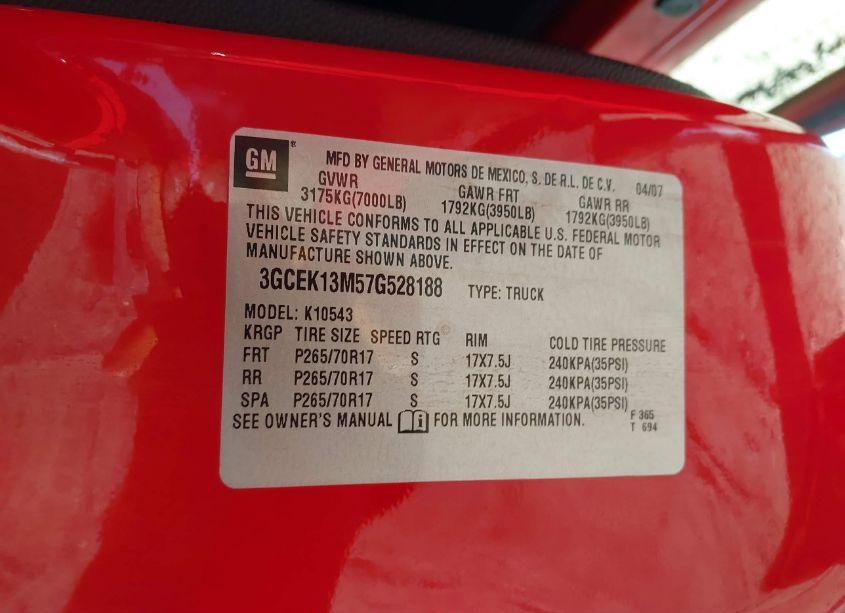 GM
MFD BY GENERAL MOTORS DE MEXICO, S. DE R.L. DE C.V. 04/07
GVWR GAWR FRT GAWR RR
3175KG(7000LB) 1792KG(3950LB) 1792KG(3950LB)
THIS VEHICLE CONFORMS TO ALL APPLICABLE U.S. FEDERAL MOTOR
VEHICLE SAFETY STANDARDS IN EFFECT ON THE DATE OF
MANUFACTURE SHOWN ABOVE.
3GCEK13M57G528188 TYPE: TRUCK
MODEL: K10543
KRGP TIRE SIZE SPEED RTG RIM COLD TIRE PRESSURE
FRT P265/70R17 S 17X7.5J 240KPA(35PSI)
RR P265/70R17 S 17X7.5J 240KPA(35PSI)
SPA P265/70R17 S 17X7.5J 240KPA(35PSI)
SEE OWNER'S MANUAL i FOR MORE INFORMATION. F 365
T 694